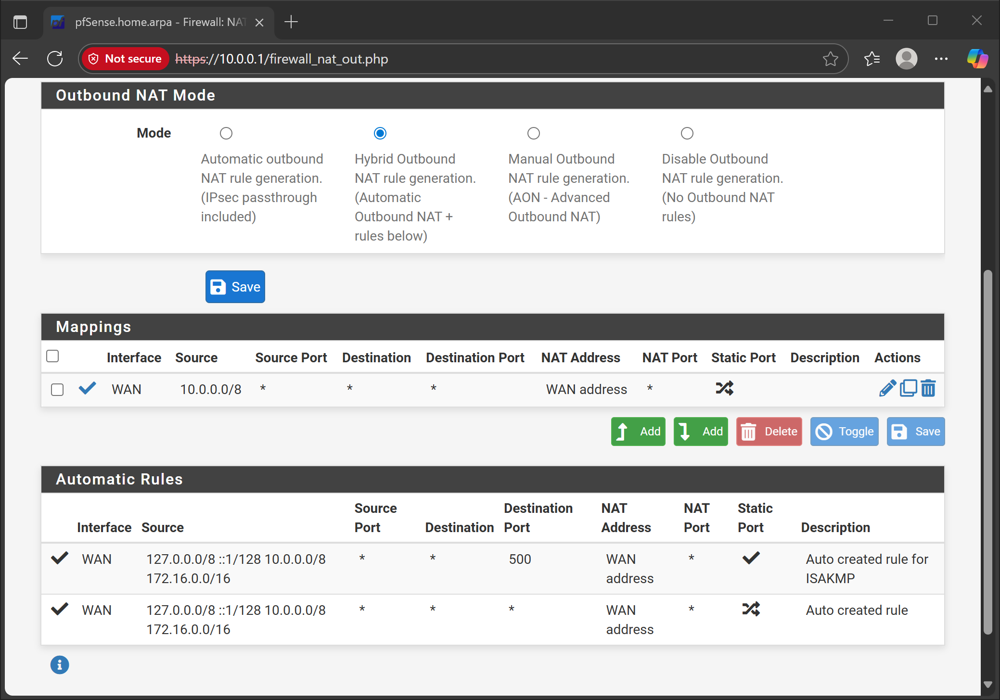 pfSense.home.arpa - Firewall: NAT
Not secure https://10.0.0.1/firewall_nat_out.php
Outbound NAT Mode
Mode
Automatic outbound
NAT rule generation.
(IPsec passthrough
included)
Hybrid Outbound
NAT rule generation.
(Automatic
Outbound NAT +
rules below)
Manual Outbound
NAT rule generation.
(AON - Advanced
Outbound NAT)
Disable Outbound
NAT rule generation.
(No Outbound NAT
rules)
Save
Mappings
Interface Source Source Port Destination Destination Port NAT Address NAT Port Static Port Description Actions
WAN 10.0.0.0/8 * * * WAN address *
Add Add Delete Toggle Save
Automatic Rules
Interface Source Source Port Destination Destination Port NAT Address NAT Port Static Port Description
WAN 127.0.0.0/8 ::1/128 10.0.0.0/8 * * 500 WAN * Auto created rule for
172.16.0.0/16 address ISAKMP
WAN 127.0.0.0/8 ::1/128 10.0.0.0/8 * * * WAN * Auto created rule
172.16.0.0/16 address